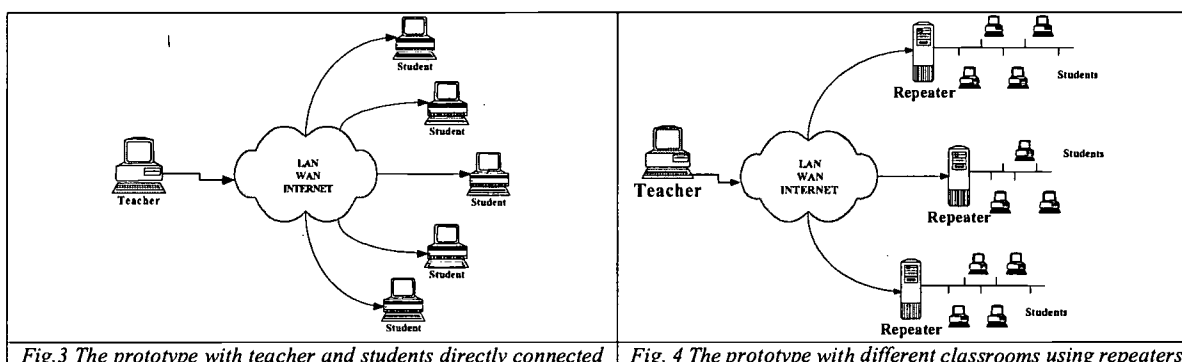 Student
Student
Student
Student
Student
LAN
WAN
INTERNET
Teacher
Fig.3 The prototype with teacher and students directly connected
Repeater
Students
Repeater
Students
Repeater
Students
LAN
WAN
INTERNET
Teacher
Fig. 4 The prototype with different classrooms using repeaters